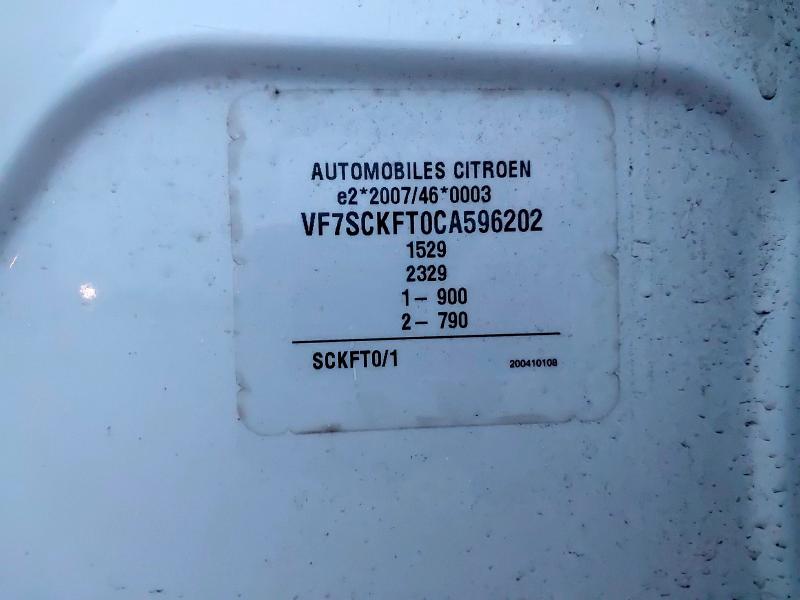 AUTOMOBILES CITROEN
e2*2007/46*0003
VF7SCKFT0CA596202
1529
2329
1- 900
2- 790
SCKFT0/1
200410108